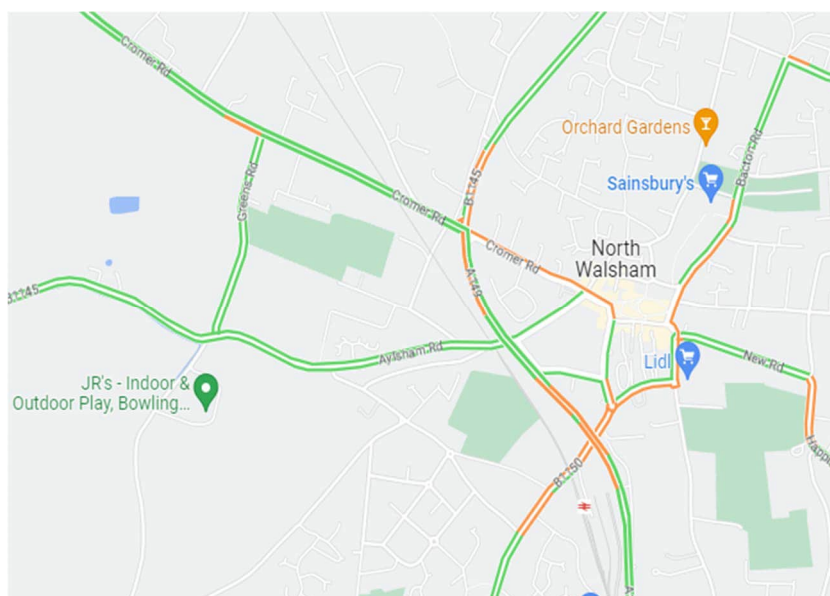 Cromer Rd
Orchard Gardens
B1145
Bacton Rd
Sainsbury's
Greens Rd
Cromer Rd
Cromer Rd
North
Walsham
A149
B1145
Aylsham Rd
Lidl
New Rd
JR's - Indoor &
Outdoor Play, Bowling...
B1150